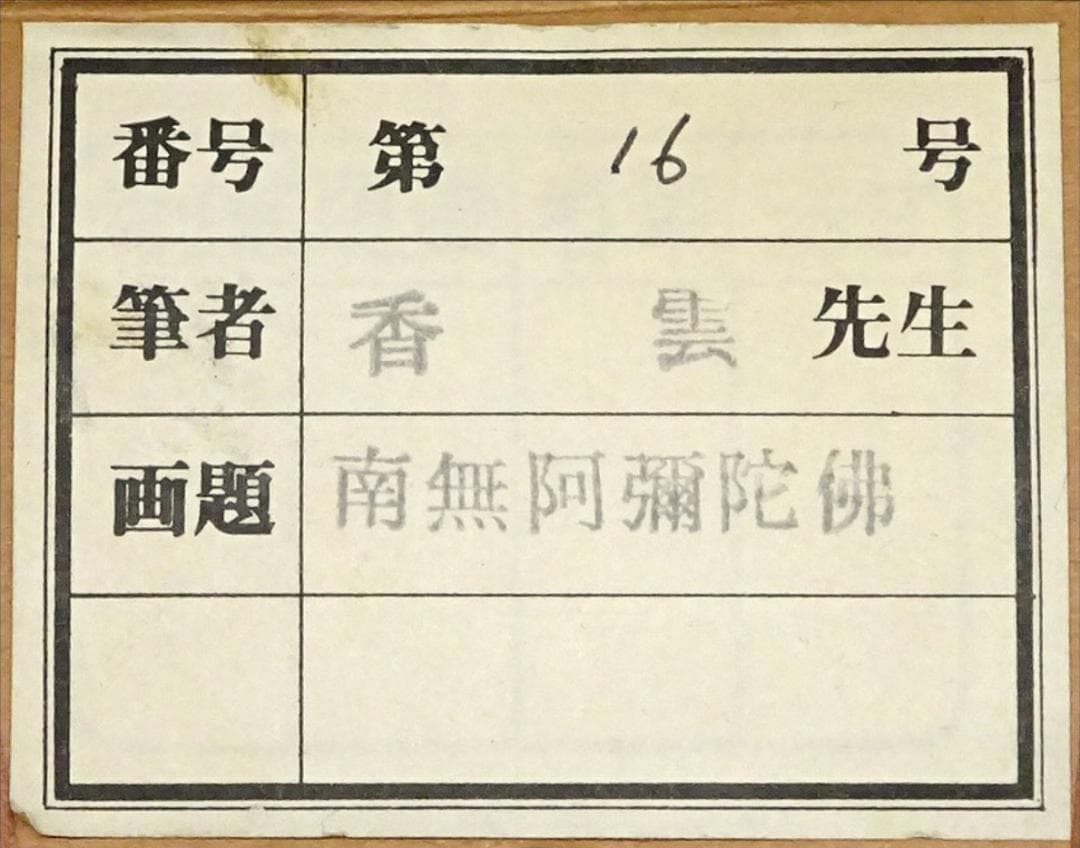 番号 第 16 号
筆者 香 雲 先生
画題 南無阿彌陀佛